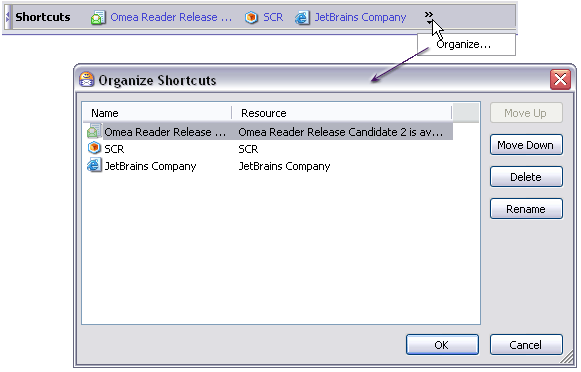 Shortcuts Omea Reader Release ... SCR JetBrains Company »
Organize...
Organize Shortcuts
Name Resource
Omea Reader Release ... Omea Reader Release Candidate 2 is av...
SCR SCR
JetBrains Company JetBrains Company
Move Up
Move Down
Delete
Rename
OK Cancel